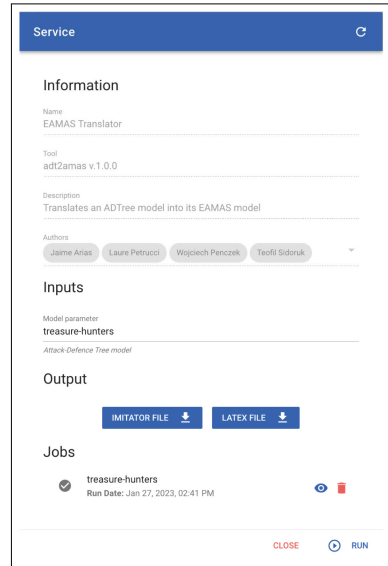 Service
Information
Name
EAMAS Translator
Tool
adt2amas v.1.0.0
Description
Translates an ADTree model into its EAMAS model
Authors
Jaime Arias Laure Petrucci Wojciech Penczek Teofil Sidoruk
Inputs
Model parameter
treasure-hunters
Attack-Defence Tree model
Output
IMITATOR FILE LATEX FILE
Jobs
treasure-hunters
Run Date: Jan 27, 2023, 02:41 PM
CLOSE RUN